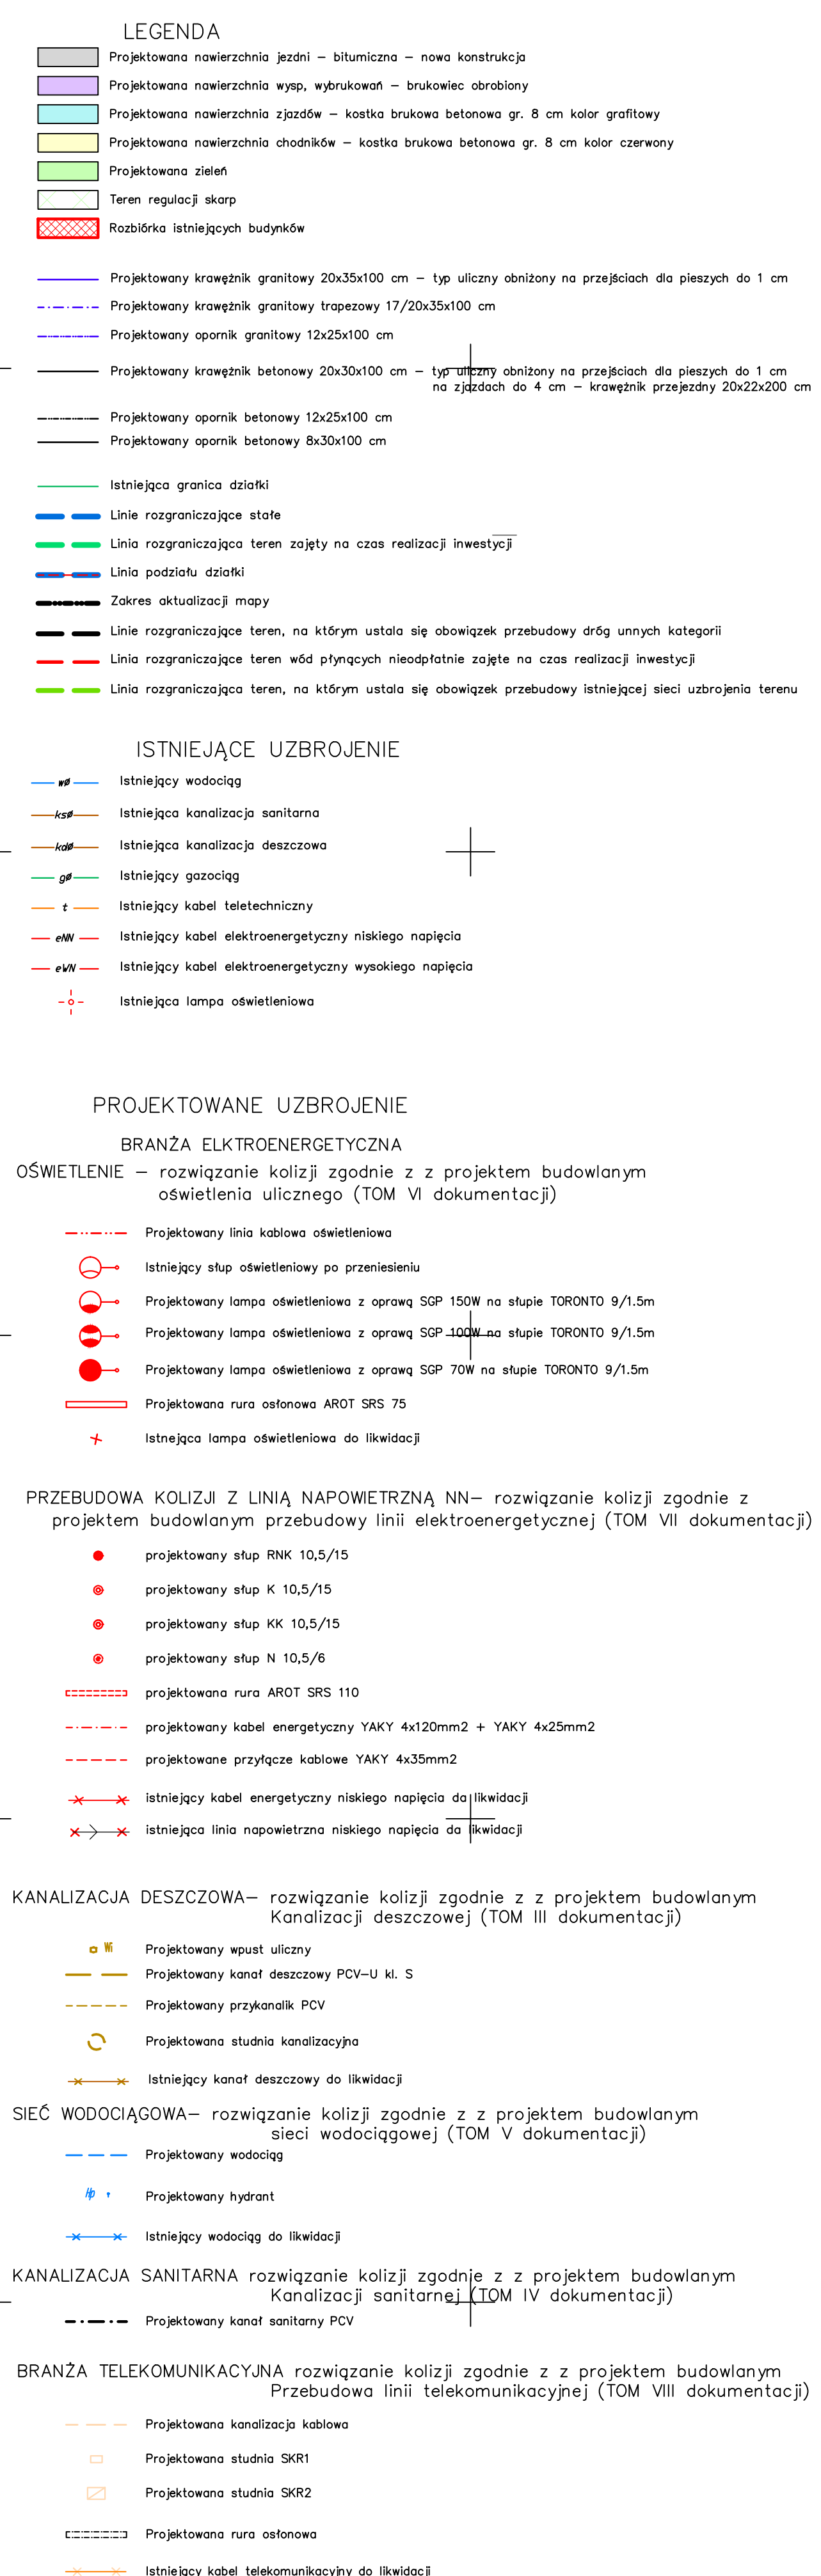 LEGENDA
Projektowana nawierzchnia jezdni – bitumiczna – nowa konstrukcja
Projektowana nawierzchnia wysp, wybrukowań – brukowiec obrobiony
Projektowana nawierzchnia zjazdów – kostka brukowa betonowa gr. 8 cm kolor grafitowy
Projektowana nawierzchnia chodników – kostka brukowa betonowa gr. 8 cm kolor czerwony
Projektowana zieleń
Teren regulacji skarp
Rozbiórka istniejących budynków
Projektowany krawężnik granitowy 20x35x100 cm – typ uliczny obniżony na przejściach dla pieszych do 1 cm
Projektowany krawężnik granitowy trapezowy 17/20x35x100 cm
Projektowany opornik granitowy 12x25x100 cm
Projektowany krawężnik betonowy 20x30x100 cm – typ uliczny obniżony na przejściach dla pieszych do 1 cm
na zjazdach do 4 cm – krawężnik przejezdny 20x22x200 cm
Projektowany opornik betonowy 12x25x100 cm
Projektowany opornik betonowy 8x30x100 cm
Istniejąca granica działki
Linie rozgraniczające stałe
Linia rozgraniczająca teren zajęty na czas realizacji inwestycji
Linia podziału działki
Zakres aktualizacji mapy
Linie rozgraniczające teren, na którym ustala się obowiązek przebudowy dróg unnych kategorii
Linia rozgraniczające teren wód płynących nieodpłatnie zajęte na czas realizacji inwestycji
Linia rozgraniczająca teren, na którym ustala się obowiązek przebudowy istniejącej sieci uzbrojenia terenu
ISTNIEJĄCE UZBROJENIE
wø Istniejący wodociąg
ksø Istniejąca kanalizacja sanitarna
kdø Istniejąca kanalizacja deszczowa
gø Istniejący gazociąg
t Istniejący kabel teletechniczny
eNN Istniejący kabel elektroenergetyczny niskiego napięcia
eWN Istniejący kabel elektroenergetyczny wysokiego napięcia
Istniejąca lampa oświetleniowa
PROJEKTOWANE UZBROJENIE
BRANŻA ELKTROENERGETYCZNA
OŚWIETLENIE – rozwiązanie kolizji zgodnie z z projektem budowlanym
oświetlenia ulicznego (TOM VI dokumentacji)
Projektowany linia kablowa oświetleniowa
Istniejący słup oświetleniowy po przeniesieniu
Projektowany lampa oświetleniowa z oprawą SGP 150W na słupie TORONTO 9/1.5m
Projektowany lampa oświetleniowa z oprawą SGP 100W na słupie TORONTO 9/1.5m
Projektowany lampa oświetleniowa z oprawą SGP 70W na słupie TORONTO 9/1.5m
Projektowana rura osłonowa AROT SRS 75
Istnejąca lampa oświetleniowa do likwidacji
PRZEBUDOWA KOLIZJI Z LINIĄ NAPOWIETRZNĄ NN– rozwiązanie kolizji zgodnie z
projektem budowlanym przebudowy linii elektroenergetycznej (TOM VII dokumentacji)
projektowany słup RNK 10,5/15
projektowany słup K 10,5/15
projektowany słup KK 10,5/15
projektowany słup N 10,5/6
projektowana rura AROT SRS 110
projektowany kabel energetyczny YAKY 4x120mm2 + YAKY 4x25mm2
projektowane przyłącze kablowe YAKY 4x35mm2
istniejący kabel energetyczny niskiego napięcia da likwidacji
istniejąca linia napowietrzna niskiego napięcia da likwidacji
KANALIZACJA DESZCZOWA– rozwiązanie kolizji zgodnie z z projektem budowlanym
Kanalizacji deszczowej (TOM III dokumentacji)
Wi Projektowany wpust uliczny
Projektowany kanał deszczowy PCV–U kl. S
Projektowany przykanalik PCV
Projektowana studnia kanalizacyjna
Istniejący kanał deszczowy do likwidacji
SIEĆ WODOCIĄGOWA– rozwiązanie kolizji zgodnie z z projektem budowlanym
sieci wodociągowej (TOM V dokumentacji)
Projektowany wodociąg
Hp Projektowany hydrant
Istniejący wodociąg do likwidacji
KANALIZACJA SANITARNA rozwiązanie kolizji zgodnie z z projektem budowlanym
Kanalizacji sanitarnej (TOM IV dokumentacji)
Projektowany kanał sanitarny PCV
BRANŻA TELEKOMUNIKACYJNA rozwiązanie kolizji zgodnie z z projektem budowlanym
Przebudowa linii telekomunikacyjnej (TOM VIII dokumentacji)
Projektowana kanalizacja kablowa
Projektowana studnia SKR1
Projektowana studnia SKR2
Projektowana rura osłonowa
Istniejący kabel telekomunikacyjny do likwidacji